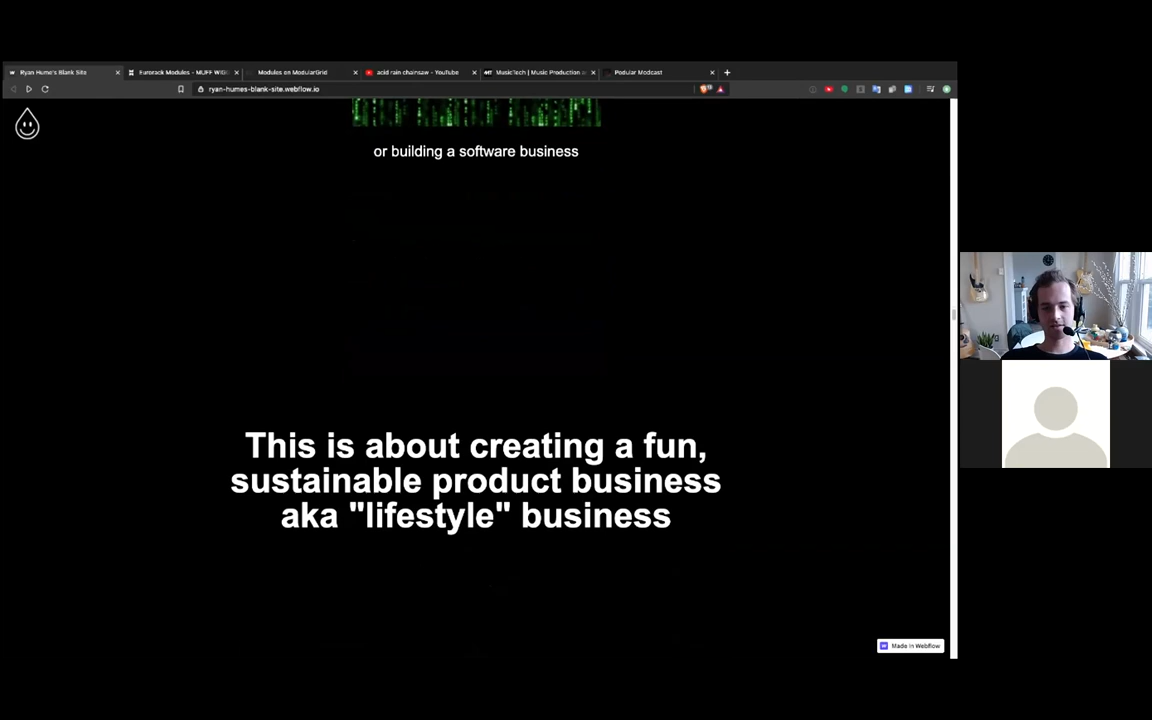 Ryan Hume's Blank Site
Eurorack Modules - MUFF WIG
Modules on ModularGrid
acid rain chainsaw - YouTube
MusicTech | Music Production a
Podular Modcast
ryan-humes-blank-site.webflow.io
or building a software business
This is about creating a fun,
sustainable product business
aka "lifestyle" business
Made in Webflow